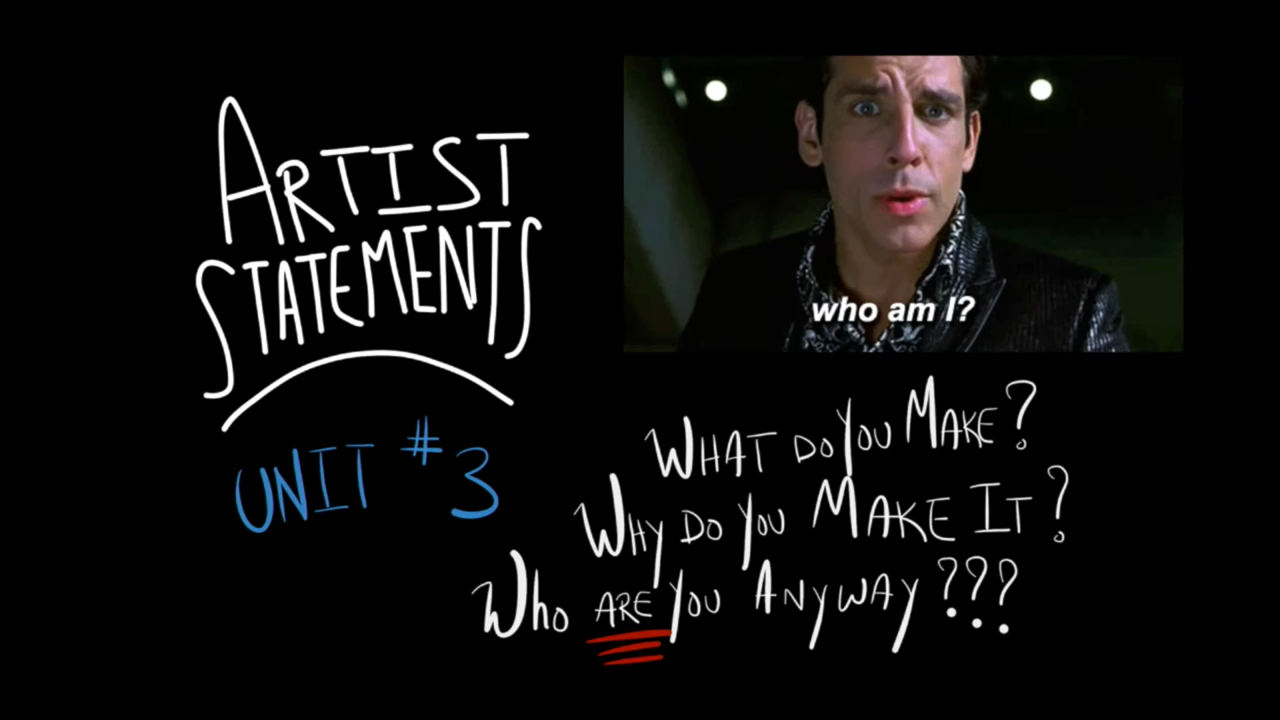 ARTIST
STATEMENTS
UNIT #3
who am I?
WHAT DO YOU MAKE?
WHY DO YOU MAKE IT?
Who ARE YOU ANYWAY???